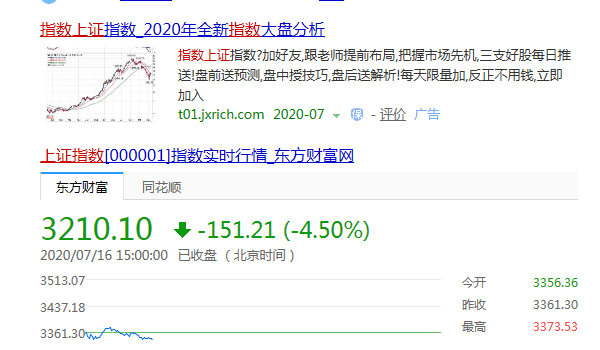 指数上证指数_2020年全新指数大盘分析
指数上证指数?加好友,跟老师提前布局,把握市场先机,三支好股每日推
送!盘前送预测,盘中授技巧,盘后送解析!每天限量加,反正不用钱,立即
加入
t01.jxrich.com 2020-07 保 - 评价 广告
上证指数[000001]指数实时行情_东方财富网
东方财富 同花顺
3210.10 -151.21 (-4.50%)
2020/07/16 15:00:00 已收盘 ( 北京时间 )
3513.07
今开 3356.36
3437.18
昨收 3361.30
3361.30
最高 3373.53